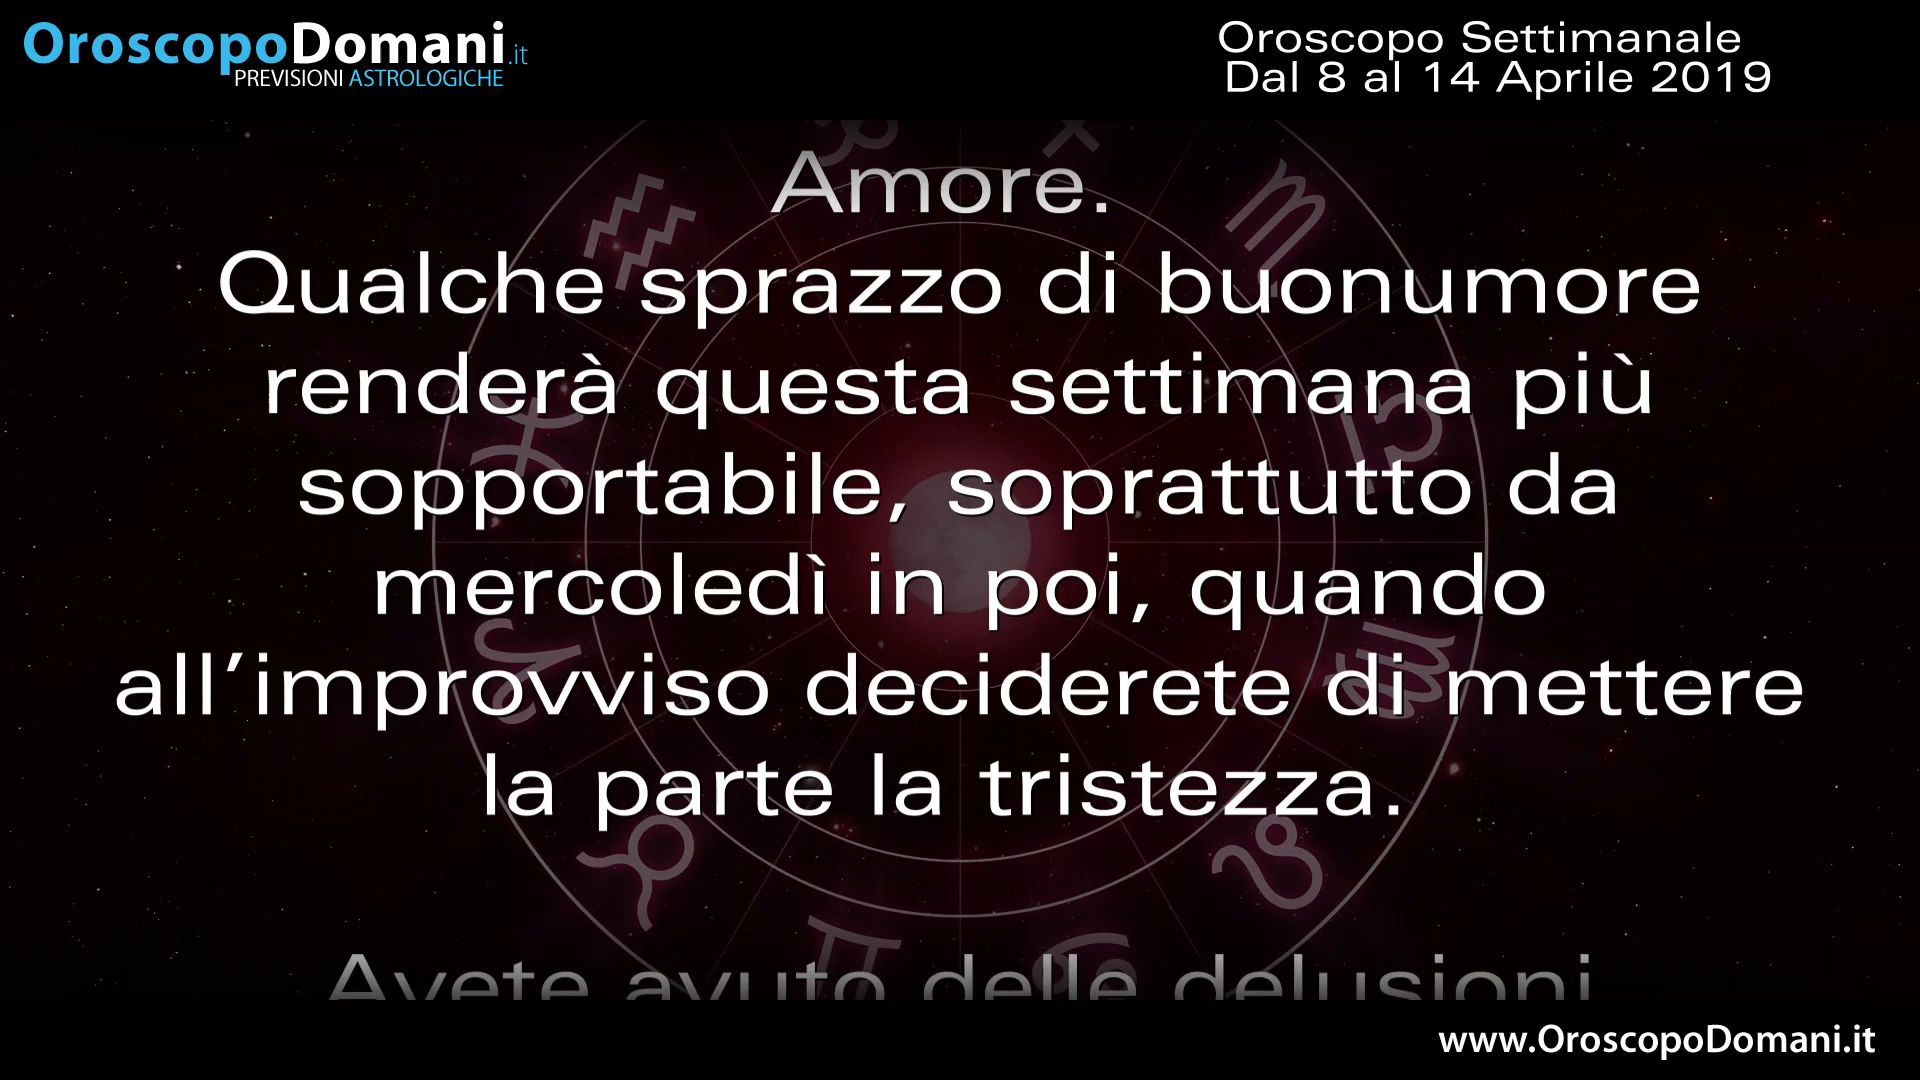 OroscopoDomani.it
PREVISIONI ASTROLOGICHE
Oroscopo Settimanale
Dal 8 al 14 Aprile 2019
Amore.
Qualche sprazzo di buonumore
renderà questa settimana più
sopportabile, soprattutto da
mercoledì in poi, quando
all’improvviso deciderete di mettere
la parte la tristezza.
Avete avuto delle delusioni
www.OroscopoDomani.it